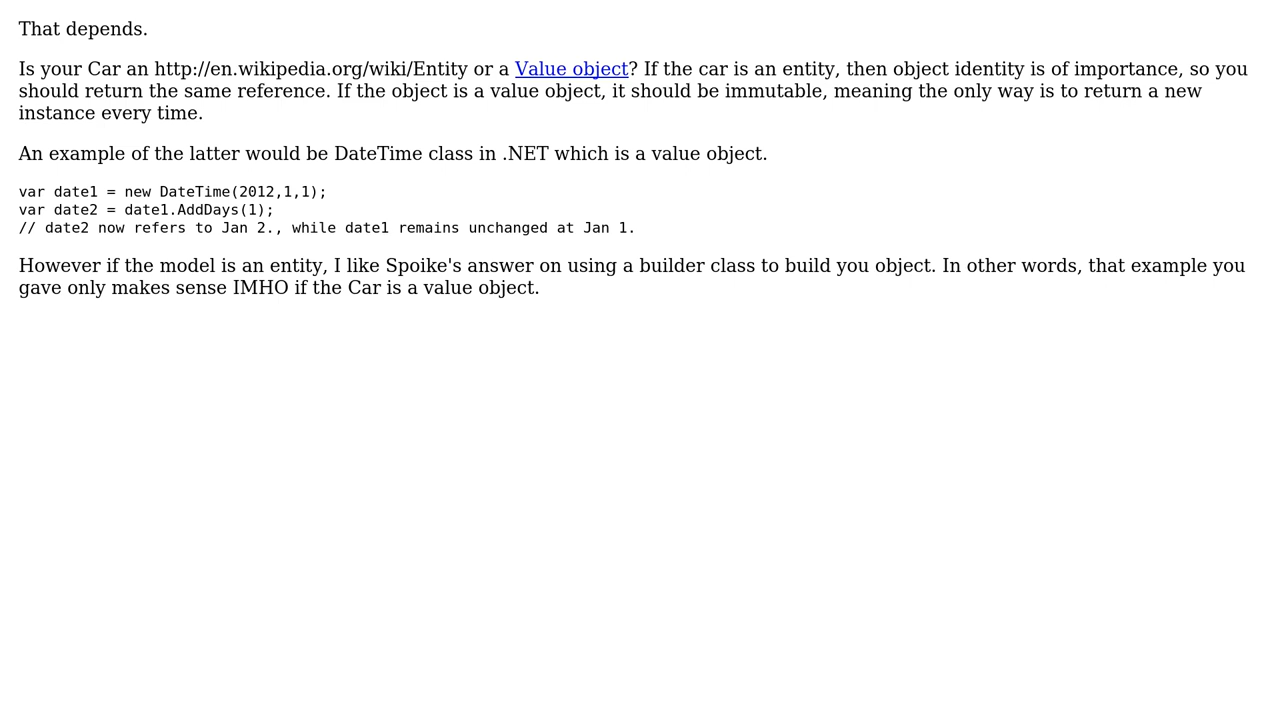 That depends.
Is your Car an http://en.wikipedia.org/wiki/Entity or a Value object? If the car is an entity, then object identity is of importance, so you
should return the same reference. If the object is a value object, it should be immutable, meaning the only way is to return a new
instance every time.
An example of the latter would be DateTime class in .NET which is a value object.
var date1 = new DateTime(2012,1,1);
var date2 = date1.AddDays(1);
// date2 now refers to Jan 2., while date1 remains unchanged at Jan 1.
However if the model is an entity, I like Spoike's answer on using a builder class to build you object. In other words, that example you
gave only makes sense IMHO if the Car is a value object.